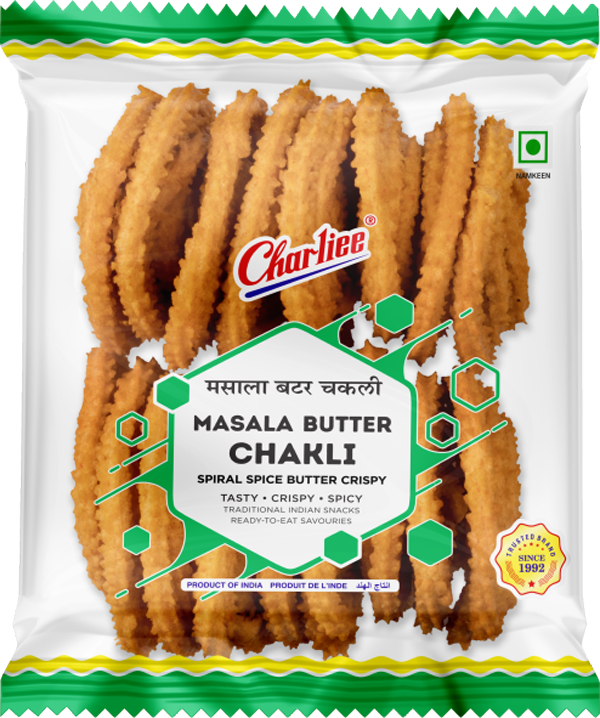 NAMKEEN
Charliee®
मसाला बटर चकली
MASALA BUTTER
CHAKLI
SPIRAL SPICE BUTTER CRISPY
TASTY • CRISPY • SPICY
TRADITIONAL INDIAN SNACKS
READY-TO-EAT SAVOURIES
TRUSTED BRAND
SINCE
1992
PRODUCT OF INDIA PRODUIT DE L'INDE انتاج الهند